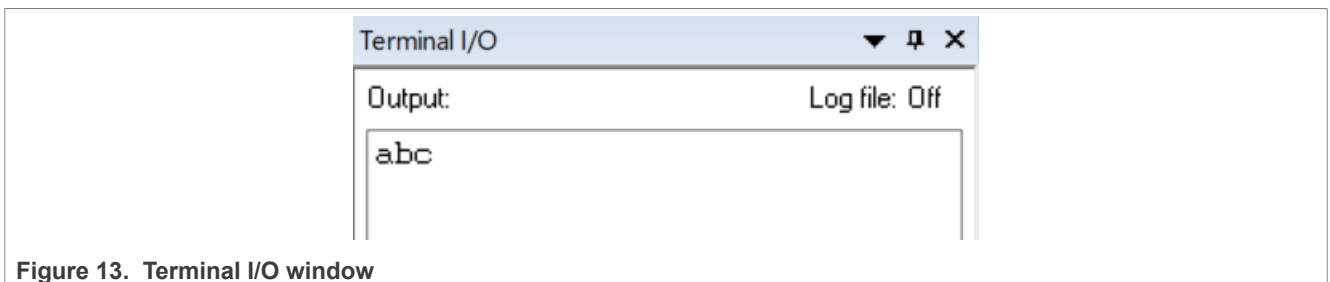 Terminal I/O
Output: Log file: Off
abc
Figure 13. Terminal I/O window